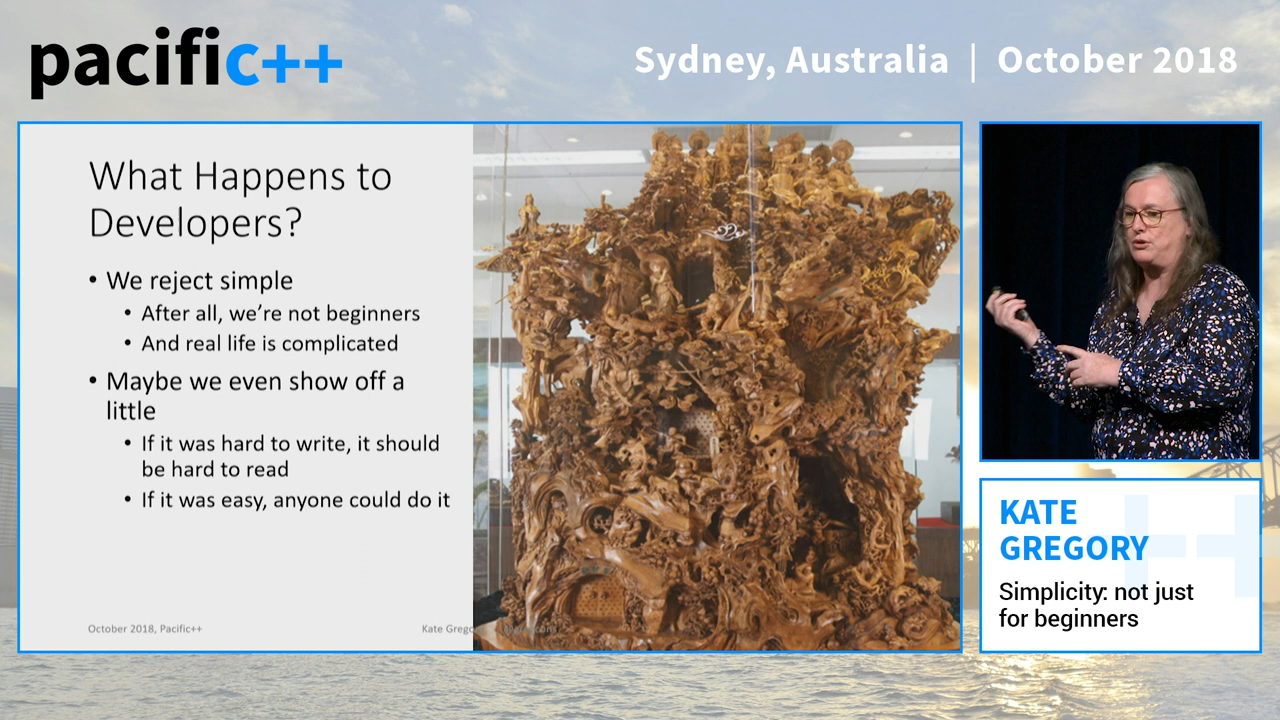 pacific++
Sydney, Australia | October 2018
What Happens to
Developers?
• We reject simple
• After all, we're not beginners
• And real life is complicated
• Maybe we even show off a
little
• If it was hard to write, it should
be hard to read
• If it was easy, anyone could do it
October 2018, Pacific++
Kate
KATE
GREGORY
Simplicity: not just
for beginners